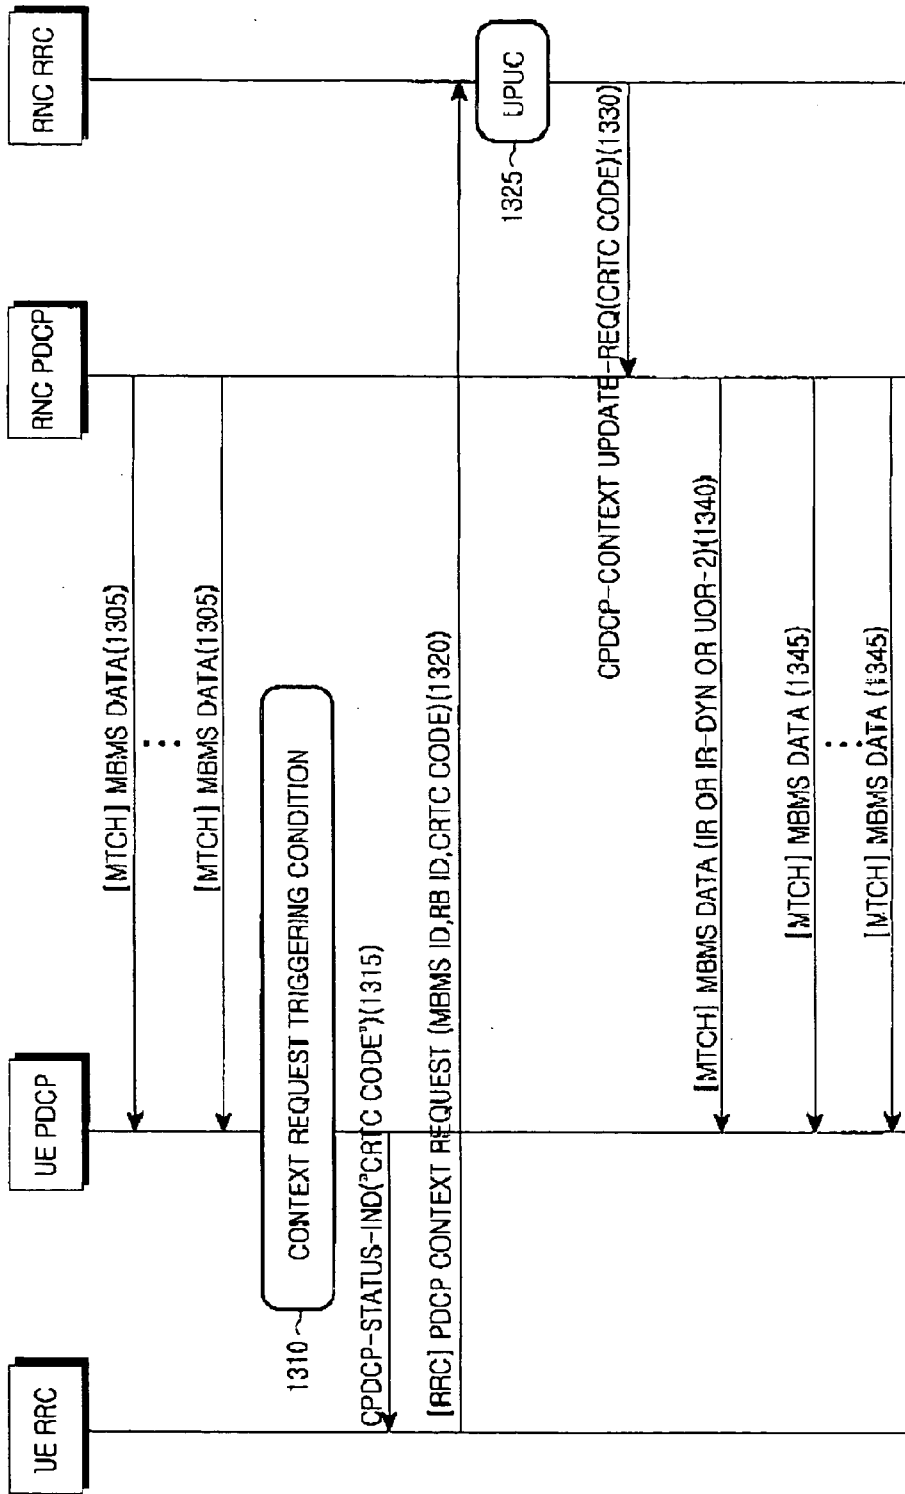 UE RRC
UE PDCP
RNC PDCP
RNC RRC
[MTCH] MBMS DATA(1305)
[MTCH] MBMS DATA(1305)
CONTEXT REQUEST TRIGGERING CONDITION
1310
CPDCP-STATUS-IND("CRTC CODE")(1315)
[RRC] PDCP CONTEXT REQUEST (MBMS ID,RB ID,CRTC CODE)(1320)
UPUC
1325
CPDCP-CONTEXT UPDATE-REQ(CRTC CODE)(1330)
[MTCH] MBMS DATA (IR OR IR-DYN OR UOR-2)(1340)
[MTCH] MBMS DATA (1345)
[MTCH] MBMS DATA (1345)